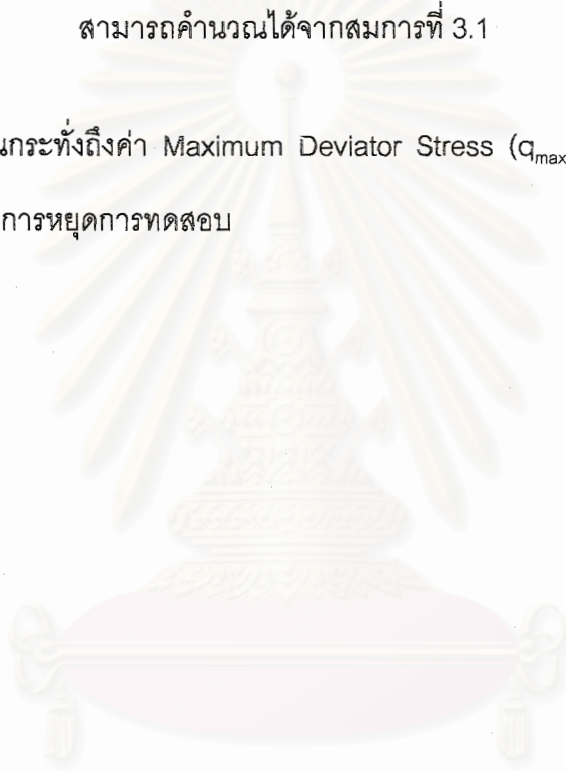 สามารถคำนวณได้จากสมการที่ 3.1
กระทั่งถึงค่า Maximum Deviator Stress (qmax
การหยุดการทดสอบ